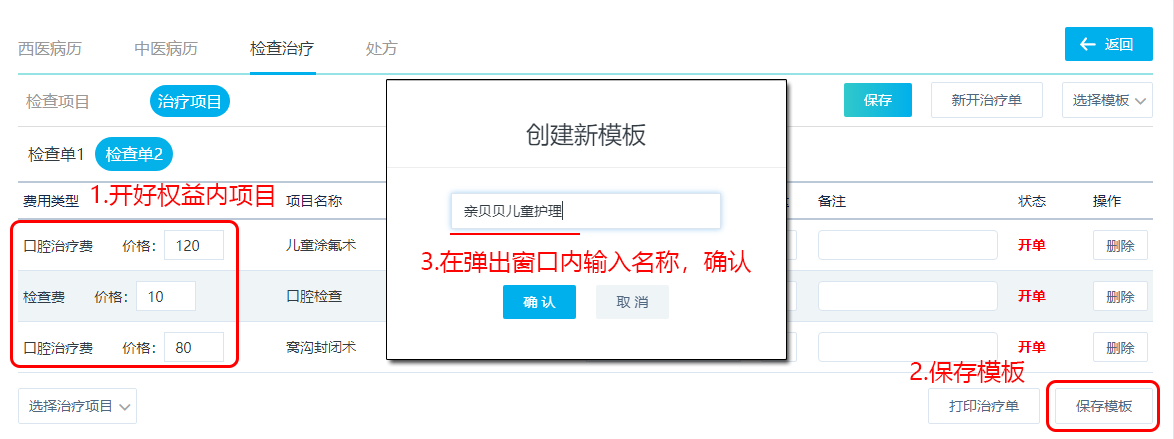 西医病历 中医病历 检查治疗 处方 返回
检查项目 治疗项目 保存 新开治疗单 选择模板
创建新模板
检查单1 检查单2
1.开好权益内项目
费用类型 项目名称 备注 状态 操作
亲贝贝儿童护理
口腔治疗费 价格: 120 儿童涂氟术 开单 删除
3.在弹出窗口内输入名称，确认
检查费 价格: 10 口腔检查 开单 删除
确认 取消
口腔治疗费 价格: 80 窝沟封闭术 开单 删除
2.保存模板
选择治疗项目 打印治疗单 保存模板